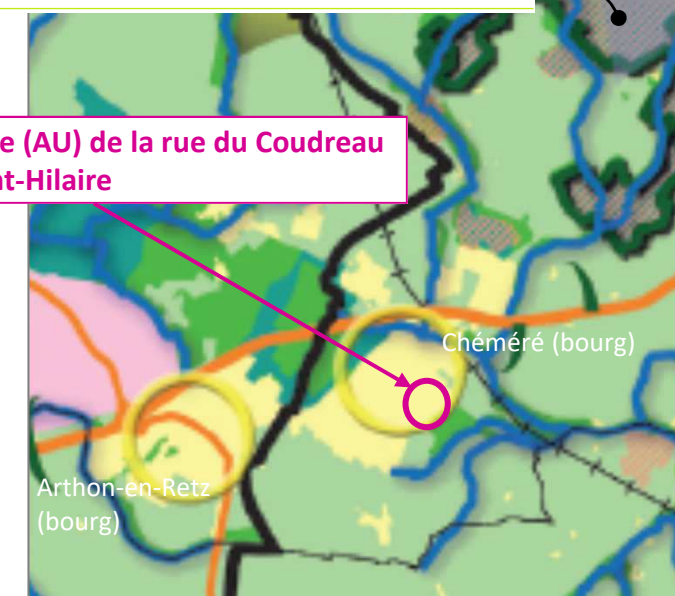 e (AU) de la rue du Coudreau
nt-Hilaire
Chéméré (bourg)
Arthon-en-Retz
(bourg)